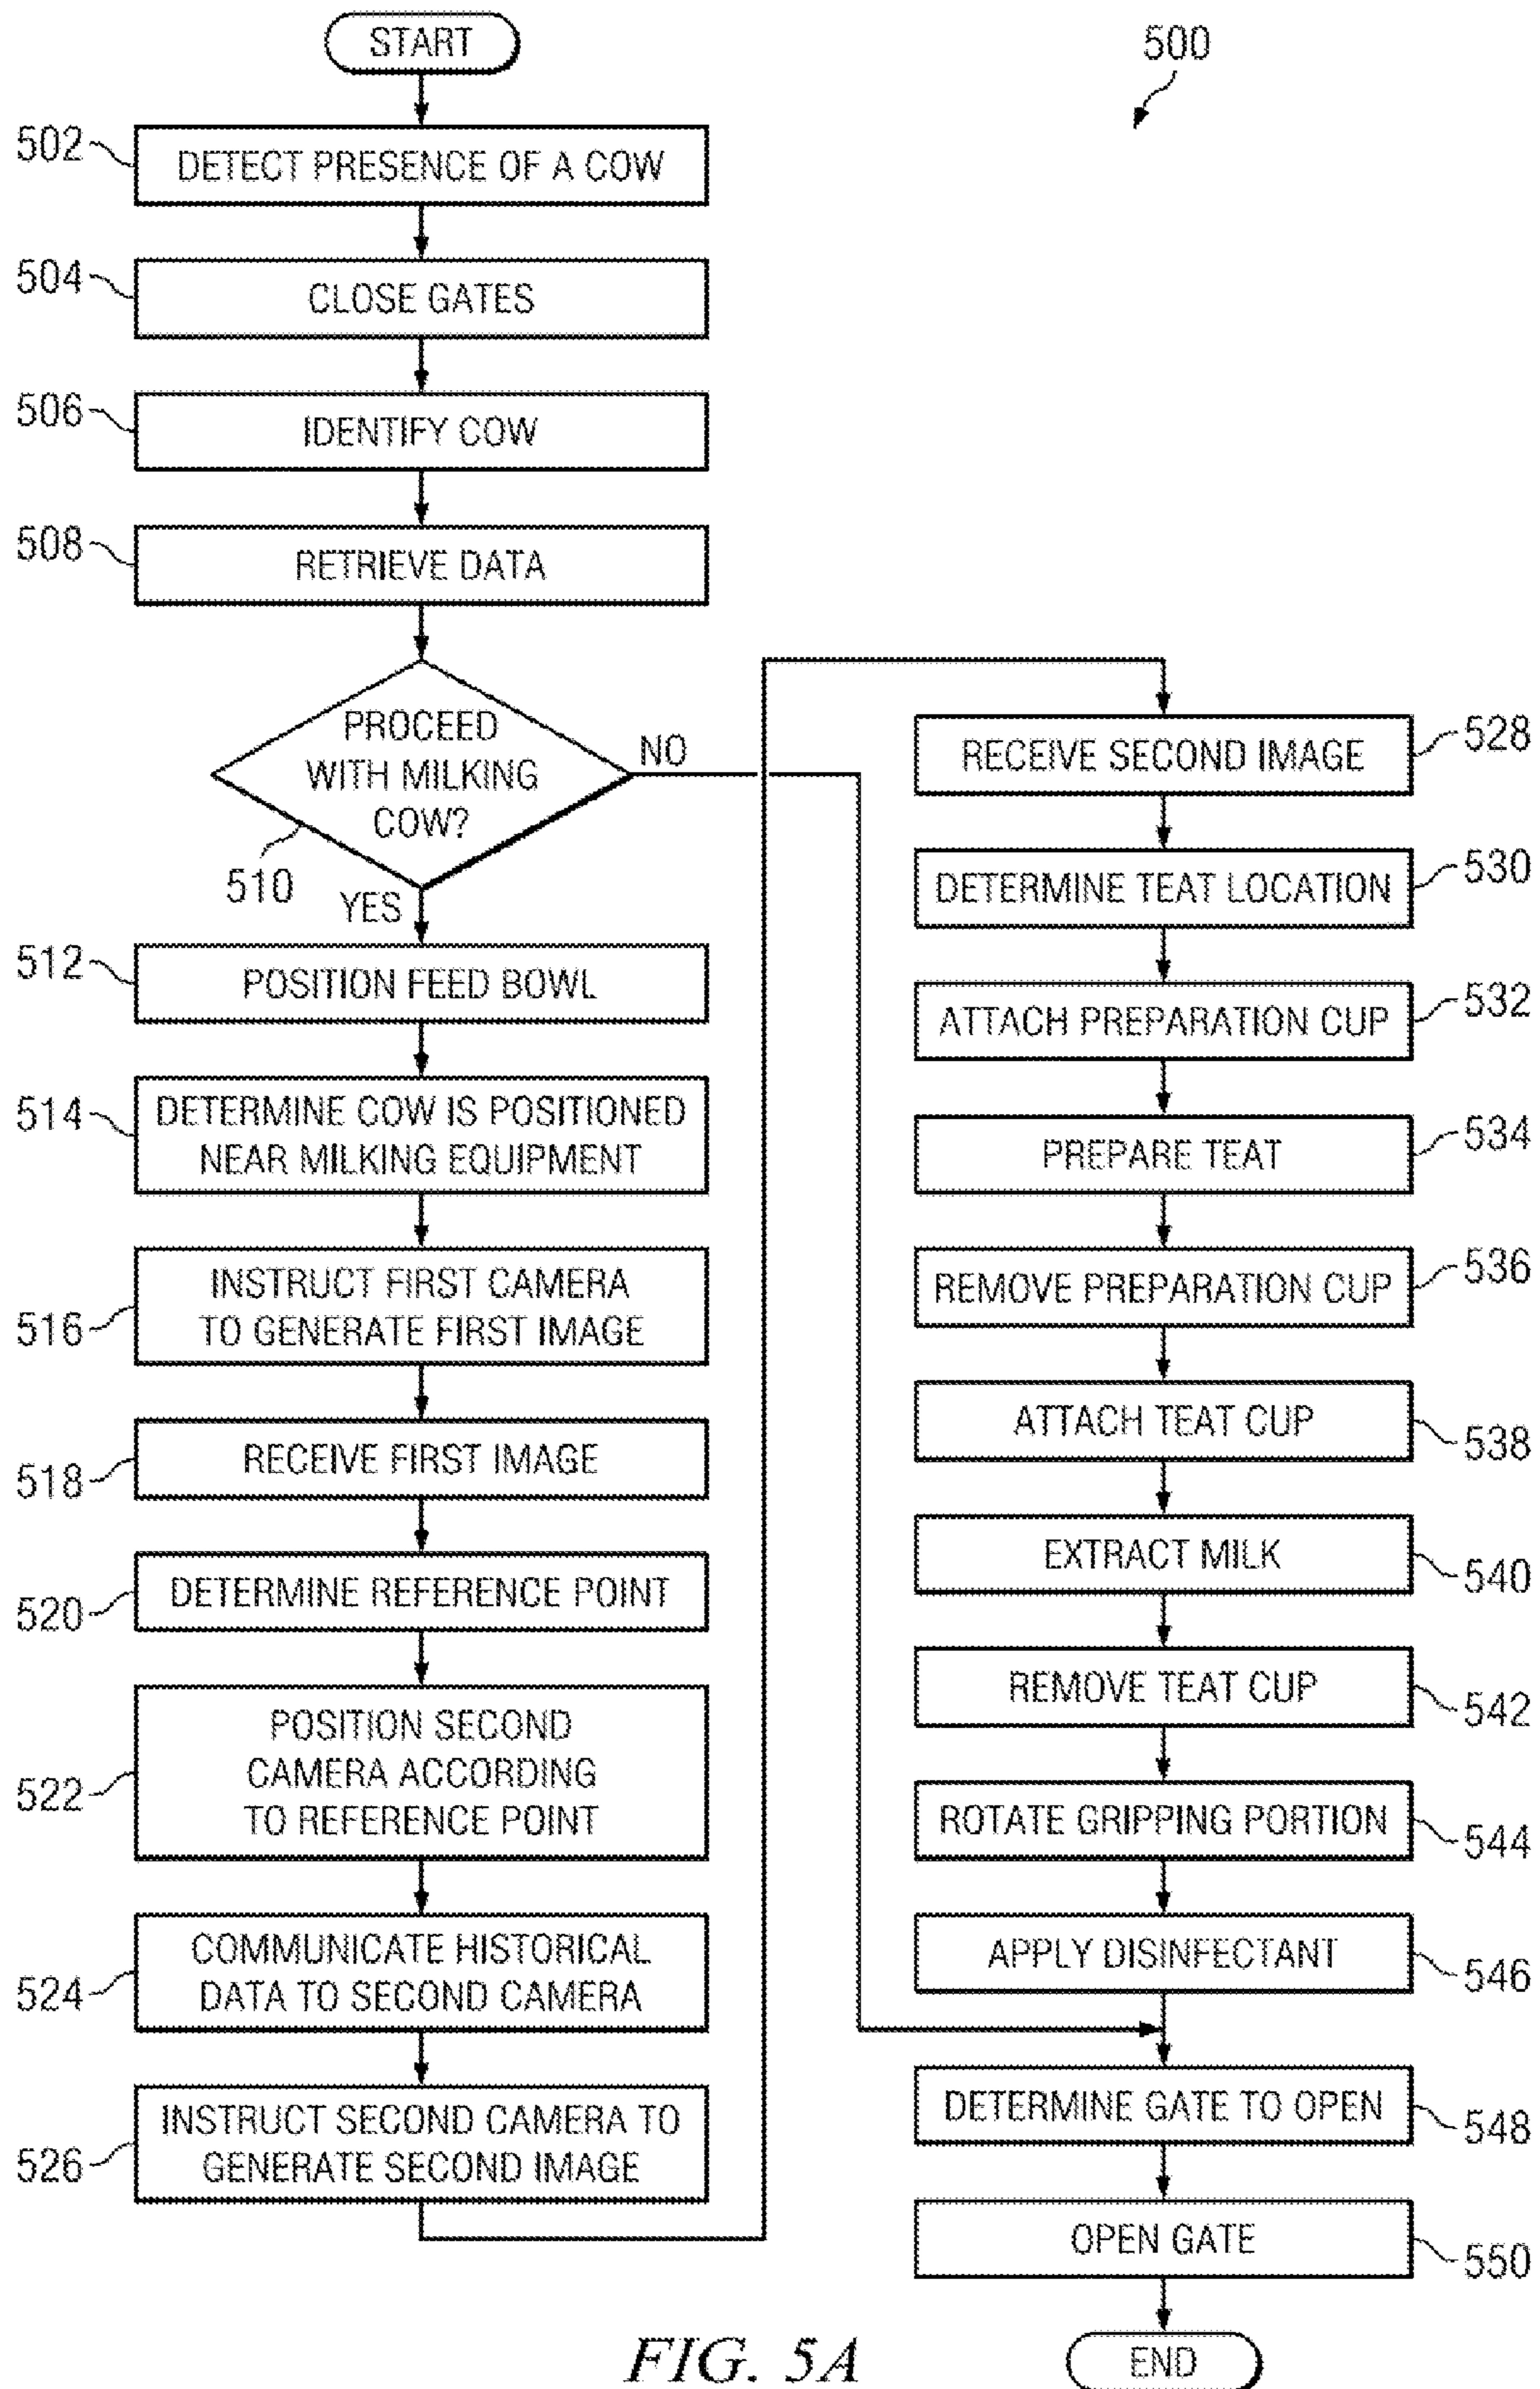 START
500
502
DETECT PRESENCE OF A COW
504
CLOSE GATES
506
IDENTIFY COW
508
RETRIEVE DATA
PROCEED
WITH MILKING
COW?
510
NO
YES
512
POSITION FEED BOWL
514
DETERMINE COW IS POSITIONED
NEAR MILKING EQUIPMENT
516
INSTRUCT FIRST CAMERA
TO GENERATE FIRST IMAGE
518
RECEIVE FIRST IMAGE
520
DETERMINE REFERENCE POINT
522
POSITION SECOND
CAMERA ACCORDING
TO REFERENCE POINT
524
COMMUNICATE HISTORICAL
DATA TO SECOND CAMERA
526
INSTRUCT SECOND CAMERA TO
GENERATE SECOND IMAGE
RECEIVE SECOND IMAGE
528
DETERMINE TEAT LOCATION
530
ATTACH PREPARATION CUP
532
PREPARE TEAT
534
REMOVE PREPARATION CUP
536
ATTACH TEAT CUP
538
EXTRACT MILK
540
REMOVE TEAT CUP
542
ROTATE GRIPPING PORTION
544
APPLY DISINFECTANT
546
DETERMINE GATE TO OPEN
548
OPEN GATE
550
END
FIG. 5A